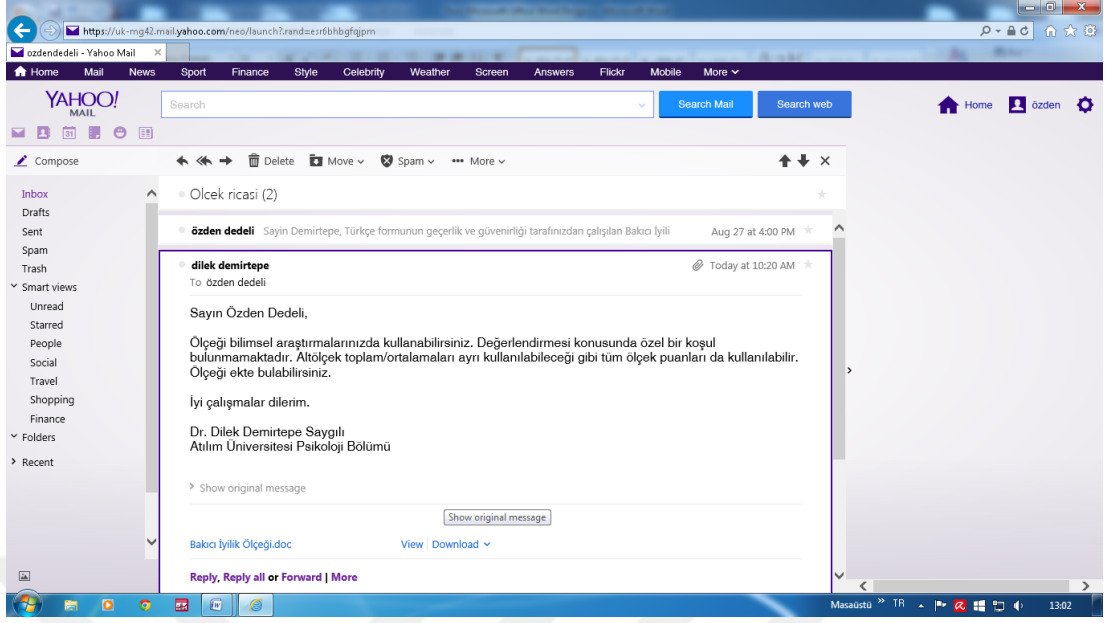 https://uk-mg42.mail.yahoo.com/neo/launch?.rand=esr6bhbgfqjpm
ozdendedeli - Yahoo Mail
Home Mail News Sport Finance Style Celebrity Weather Screen Answers Flickr Mobile More
YAHOO!
MAIL
Search
Search Mail
Search web
Home
özden
31
Compose
Delete Move Spam More
Inbox
Drafts
Sent
Spam
Trash
Smart views
Unread
Starred
People
Social
Travel
Shopping
Finance
Folders
Recent
Olcek ricasi (2)
özden dedeli Sayin Demirtepe, Türkçe formunun geçerlik ve güvenirliği tarafınızdan çalışılan Bakıcı İyili Aug 27 at 4:00 PM
dilek demirtepe Today at 10:20 AM
To özden dedeli
Sayın Özden Dedeli,
Ölçeği bilimsel araştırmalarınızda kullanabilirsiniz. Değerlendirmesi konusunda özel bir koşul
bulunmamaktadır. Altölçek toplam/ortalamaları ayrı kullanılabileceği gibi tüm ölçek puanları da kullanılabilir.
Ölçeği ekte bulabilirsiniz.
İyi çalışmalar dilerim.
Dr. Dilek Demirtepe Saygılı
Atılım Üniversitesi Psikoloji Bölümü
Show original message
Show original message
Bakıcı İyilik Ölçeği.doc View Download
Reply, Reply all or Forward | More
Masaüstü TR 13:02